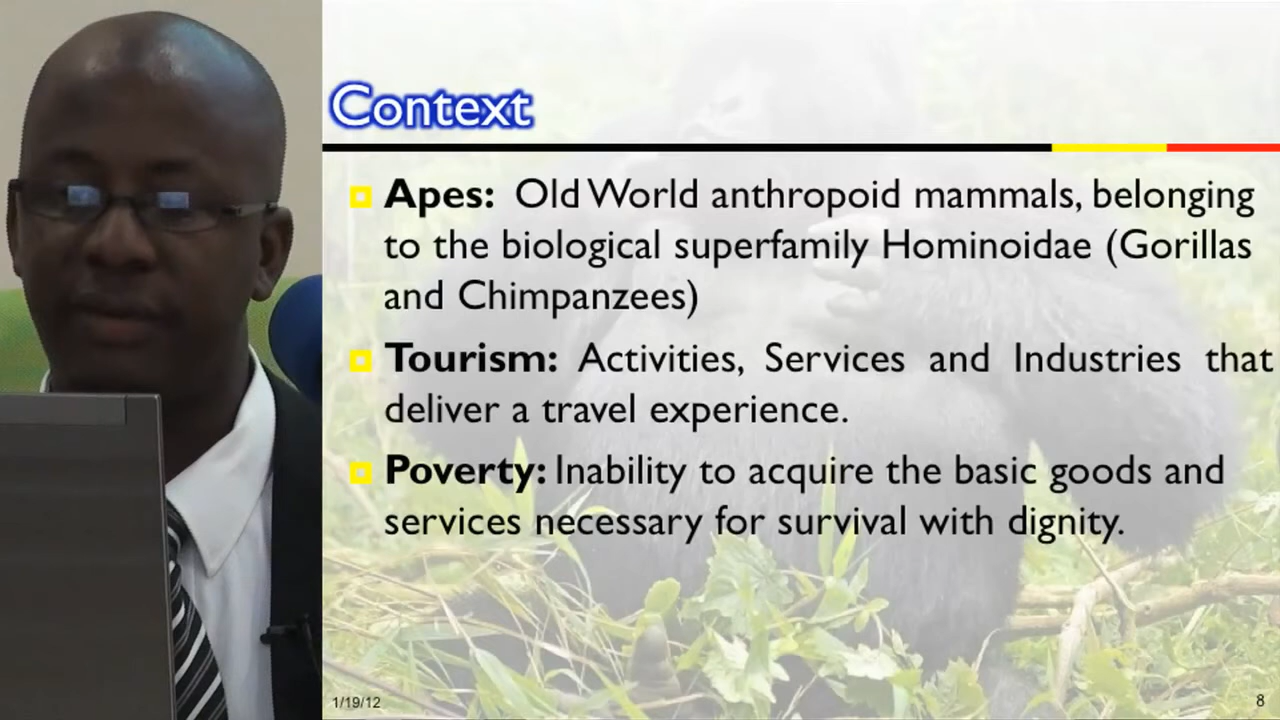 Context
Apes: Old World anthropoid mammals, belonging
to the biological superfamily Hominoidae (Gorillas
and Chimpanzees)
Tourism: Activities, Services and Industries that
deliver a travel experience.
Poverty: Inability to acquire the basic goods and
services necessary for survival with dignity.
1/19/12
8